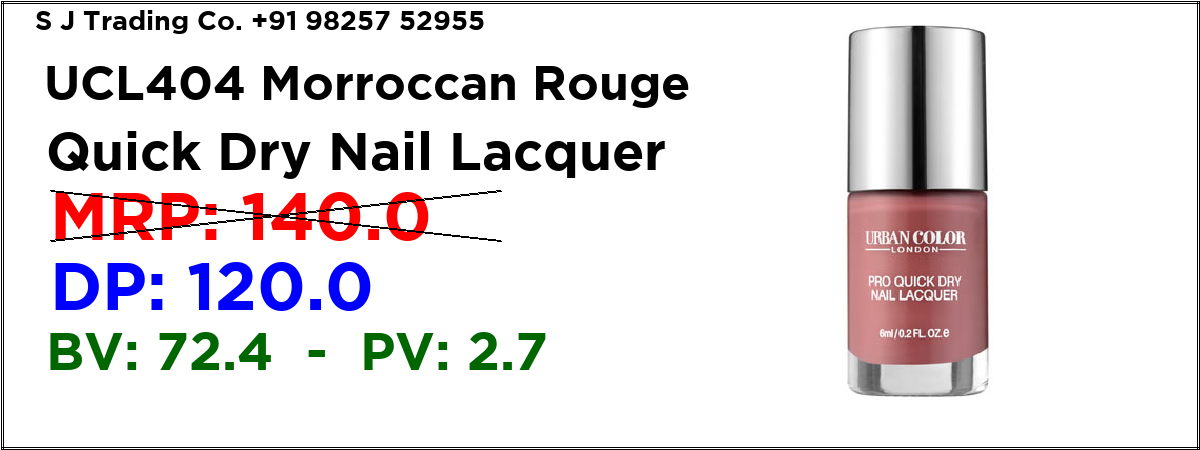 S J Trading Co. +91 98257 52955
UCL404 Morroccan Rouge
Quick Dry Nail Lacquer
MRP: 140.0
DP: 120.0
BV: 72.4 - PV: 2.7
URBAN COLOR
LONDON
PRO QUICK DRY
NAIL LACQUER
6ml/0.2 FL. OZ.e